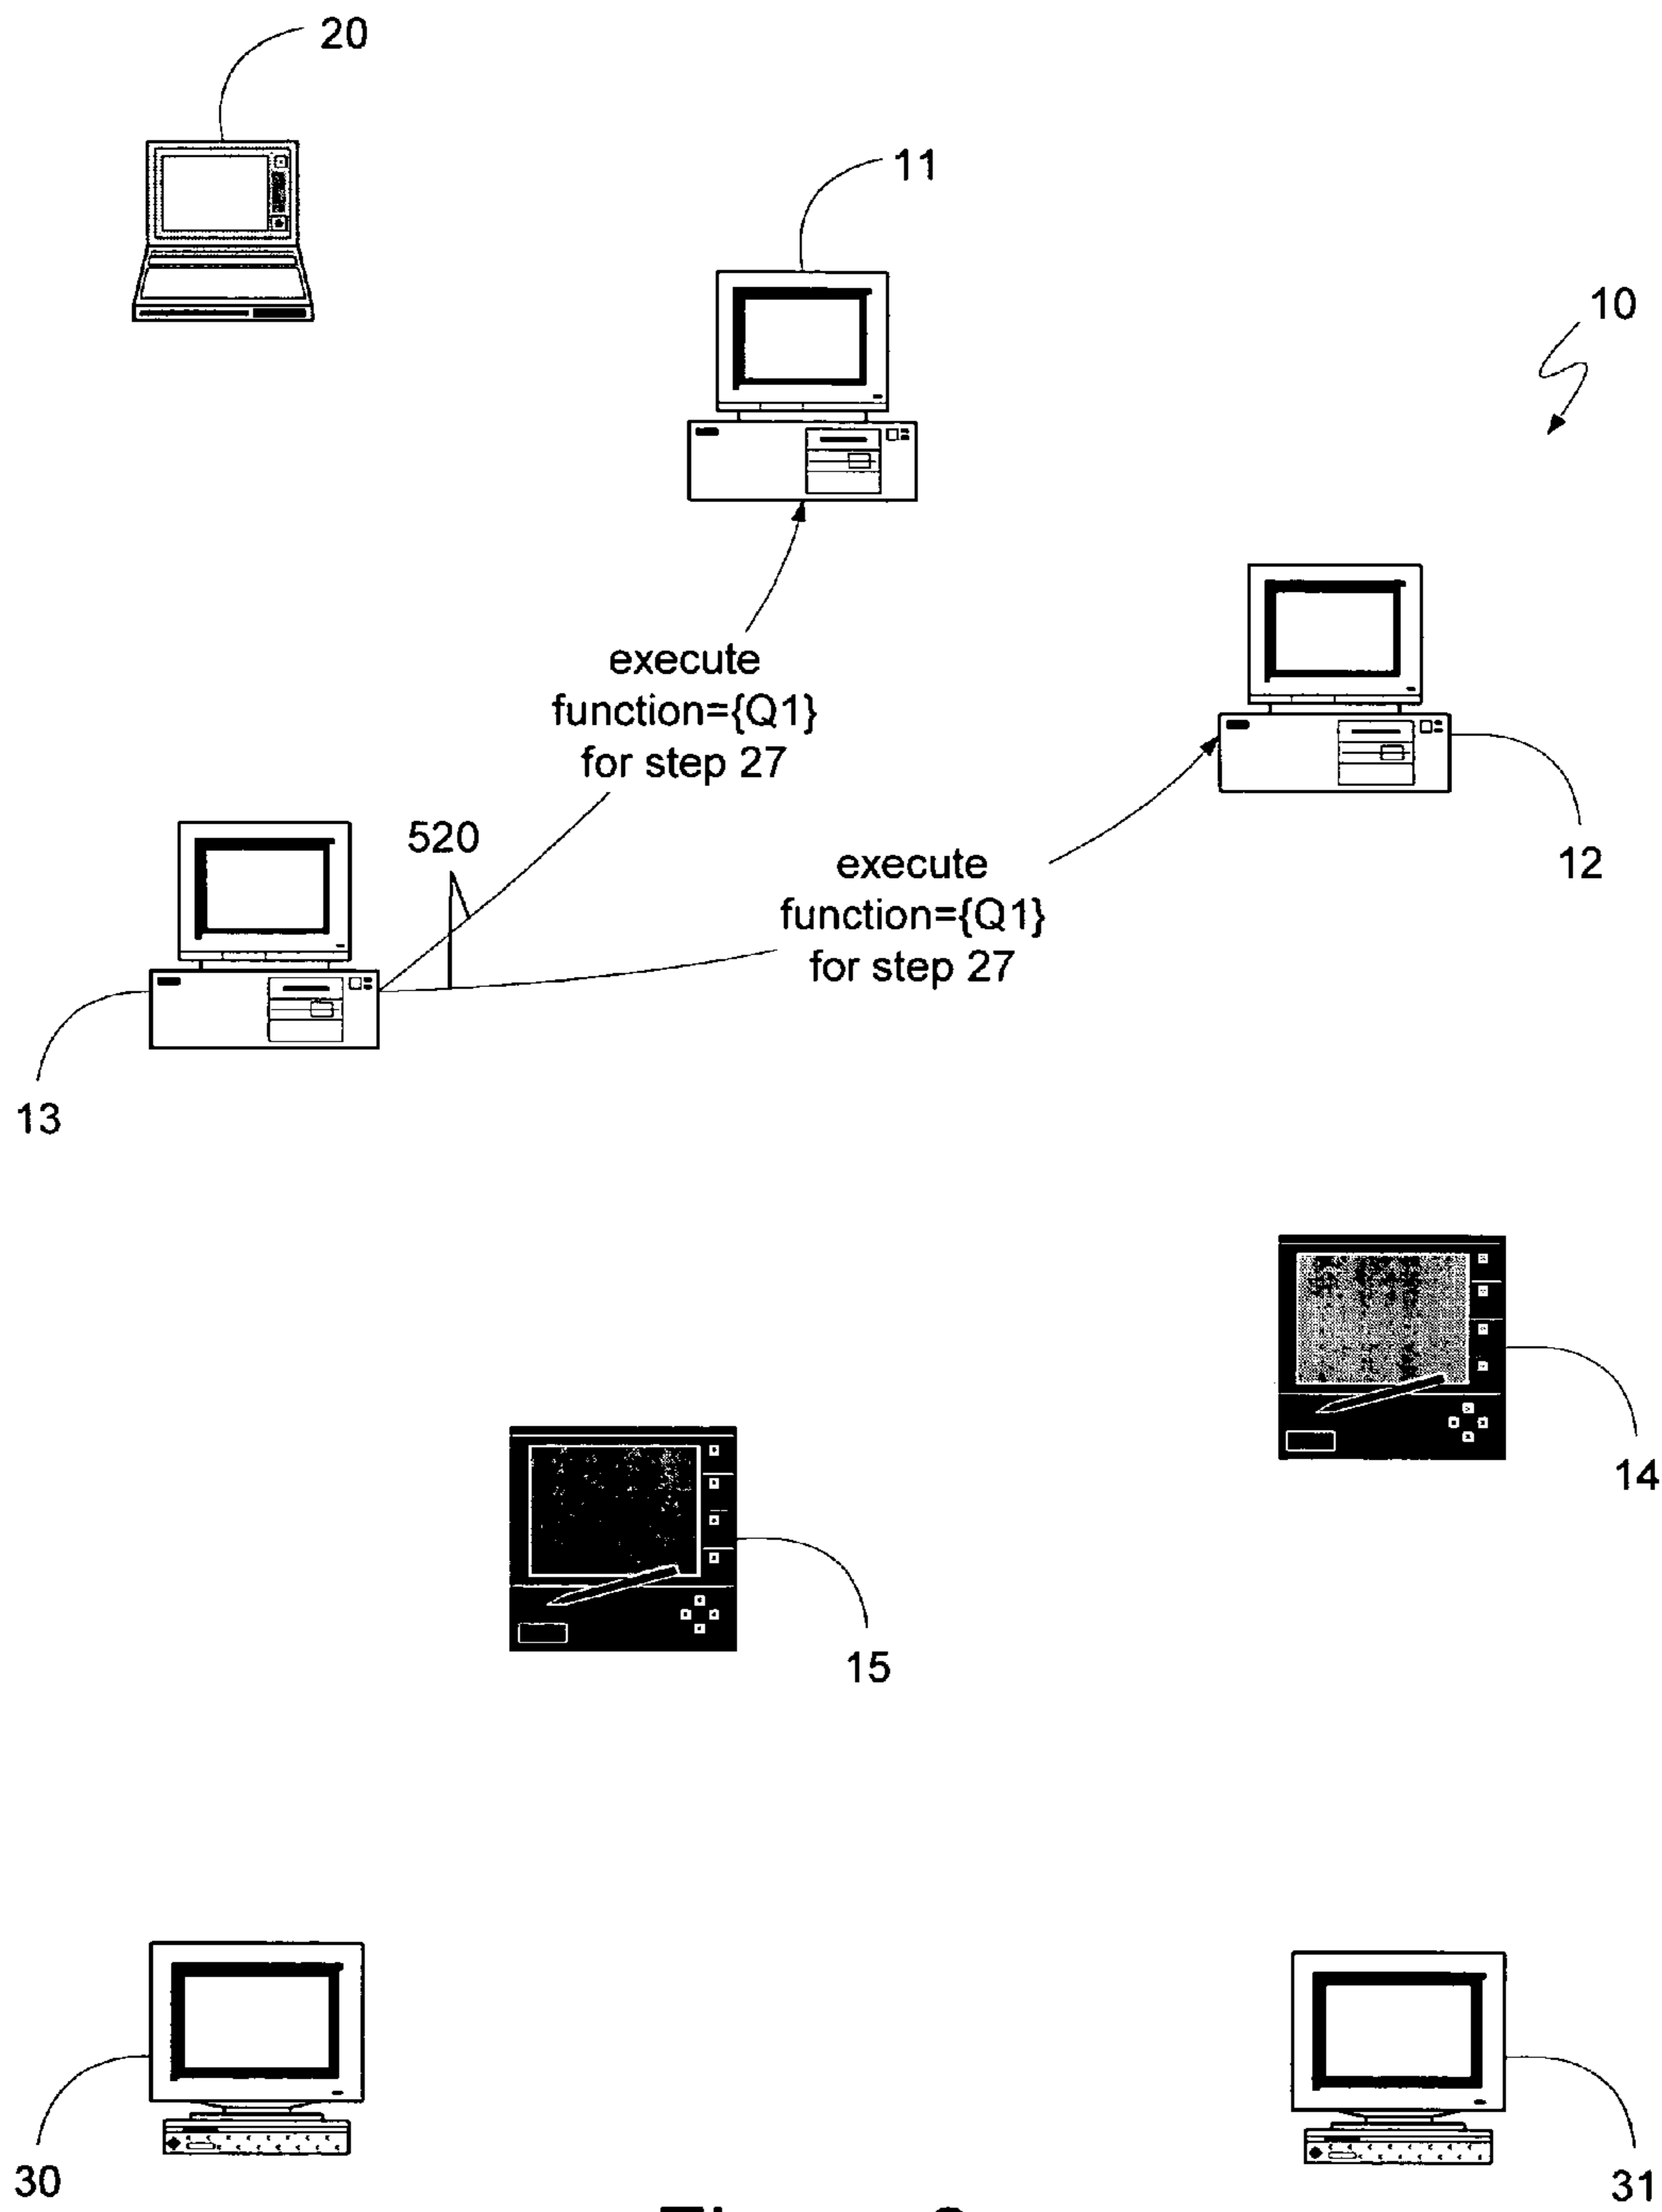 20
11
10
execute
function={Q1}
for step 27
12
520
execute
function={Q1}
for step 27
13
14
15
30
31